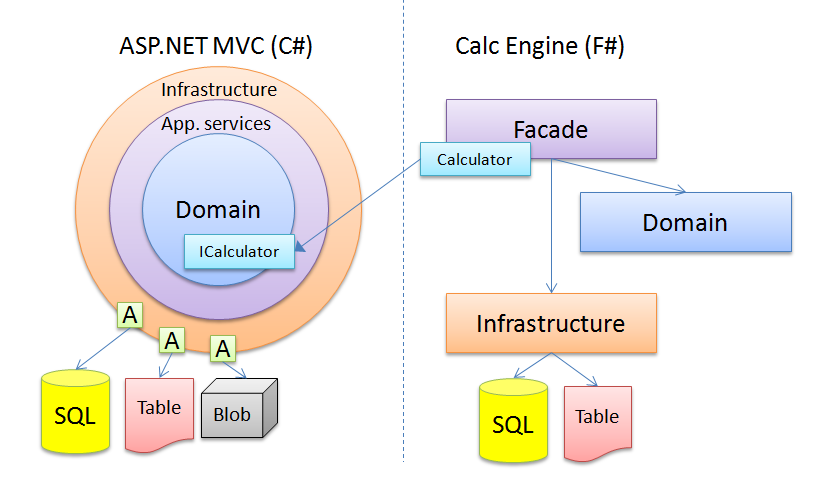 ASP.NET MVC (C#)
Infrastructure
App. services
Domain
ICalculator
A
A
A
SQL
Table
Blob
Calc Engine (F#)
Facade
Calculator
Domain
Infrastructure
SQL
Table